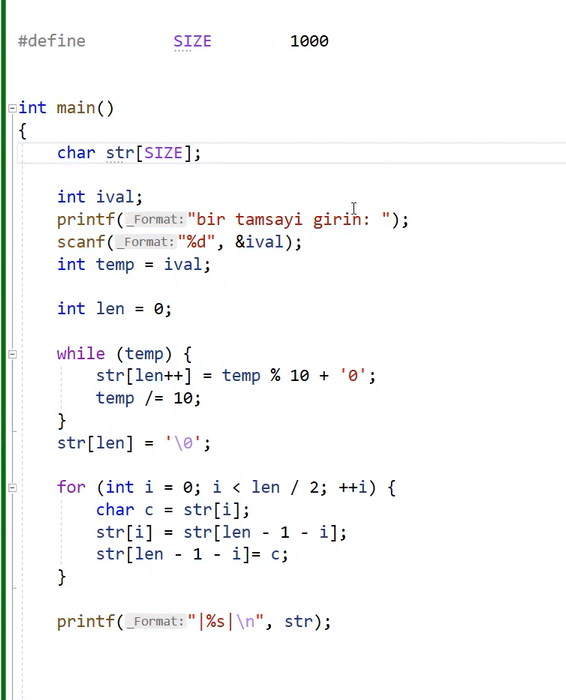 #define SIZE 1000
int main()
{
char str[SIZE];
int ival;
printf(_Format:"bir tamsayi girin: ");
scanf(_Format:"%d", &ival);
int temp = ival;
int len = 0;
while (temp) {
str[len++] = temp % 10 + '0';
temp /= 10;
}
str[len] = '\0';
for (int i = 0; i < len / 2; ++i) {
char c = str[i];
str[i] = str[len - 1 - i];
str[len - 1 - i]= c;
}
printf(_Format:"|%s|\n", str);